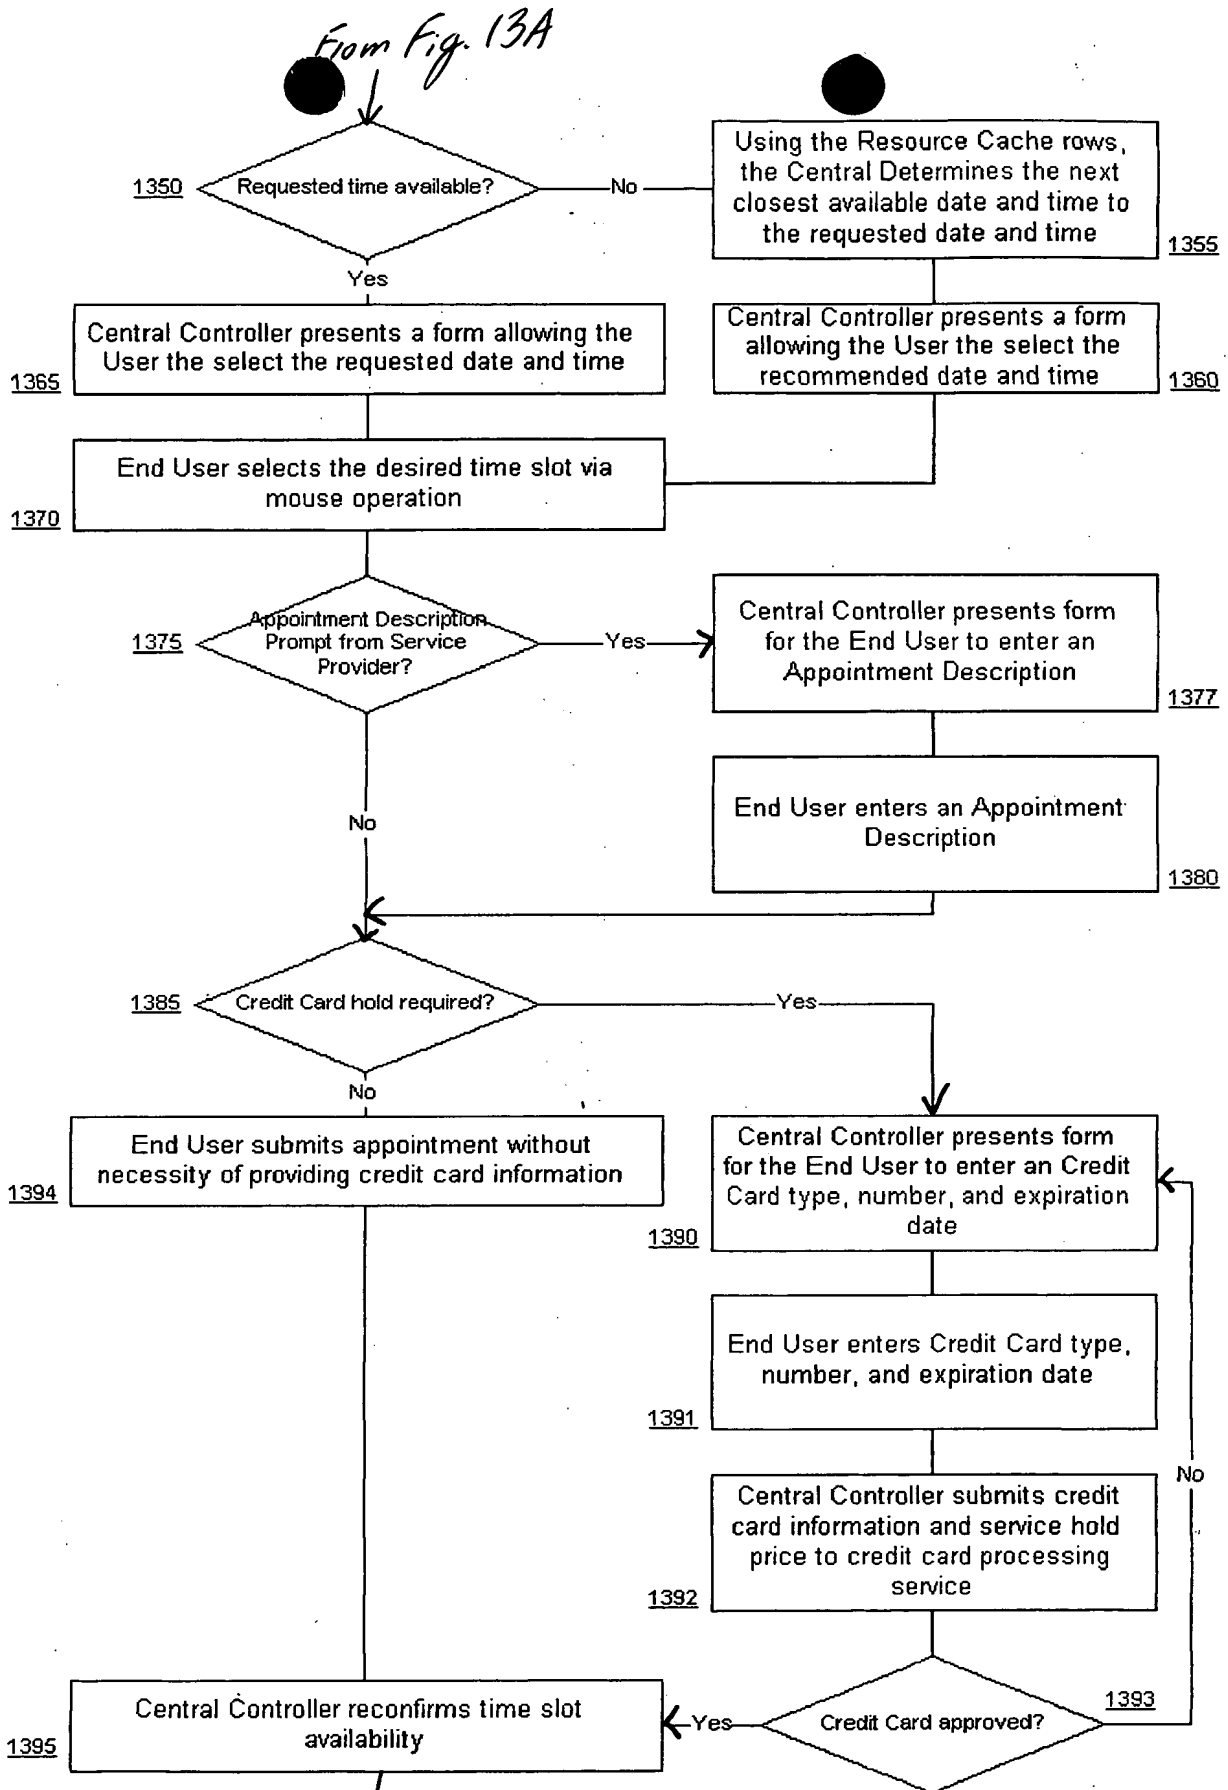 From Fig. 13A
1350
Requested time available?
No
Using the Resource Cache rows,
the Central Determines the next
closest available date and time to
the requested date and time
1355
Yes
Central Controller presents a form allowing the
User the select the requested date and time
1365
Central Controller presents a form
allowing the User the select the
recommended date and time
1360
End User selects the desired time slot via
mouse operation
1370
1375
Appointment Description
Prompt from Service
Provider?
Yes
Central Controller presents form
for the End User to enter an
Appointment Description
1377
No
End User enters an Appointment
Description
1380
1385
Credit Card hold required?
Yes
No
End User submits appointment without
necessity of providing credit card information
1394
Central Controller presents form
for the End User to enter an Credit
Card type, number, and expiration
date
1390
End User enters Credit Card type,
number, and expiration date
1391
No
Central Controller submits credit
card information and service hold
price to credit card processing
service
1392
Central Controller reconfirms time slot
availability
1395
Yes
Credit Card approved?
1393